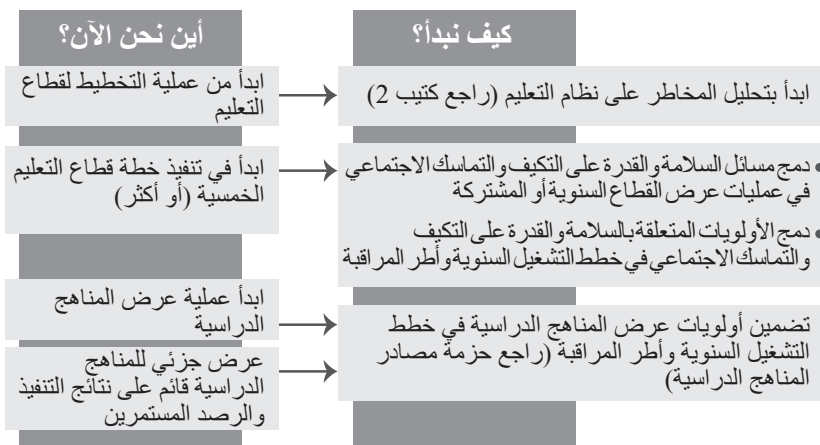 أين نحن الآن؟
كيف نبدأ؟
ابدأ من عملية التخطيط لقطاع
التعليم
ابدأ بتحليل المخاطر على نظام التعليم (راجع كتيب 2)
ابدأ في تنفيذ خطة قطاع التعليم
الخمسية (أو أكثر)
• دمج مسائل السلامة والقدرة على التكيف والتماسك الاجتماعي
في عمليات عرض القطاع السنوية أو المشتركة
• دمج الأولويات المتعلقة بالسلامة والقدرة على التكيف
والتماسك الاجتماعي في خطط التشغيل السنوية وأطر المراقبة
ابدأ عملية عرض المناهج
الدراسية
عرض جزئي للمناهج
الدراسية قائم على نتائج التنفيذ
والرصد المستمرين
تضمين أولويات عرض المناهج الدراسية في خطط
التشغيل السنوية وأطر المراقبة (راجع حزمة مصادر
المناهج الدراسية)